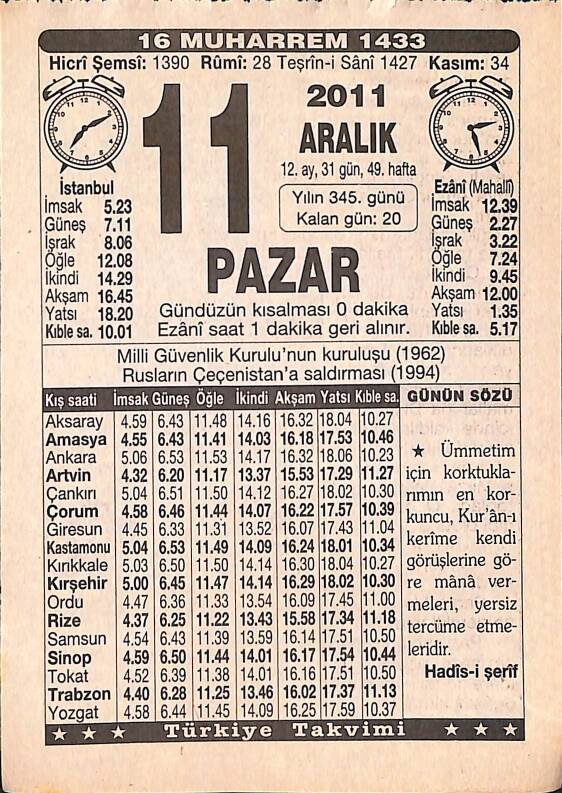 16 MUHARREM 1433
Hicrî Şemsî: 1390 Rûmî: 28 Teşrîn-i Sânî 1427 Kasım: 34
11
2011
ARALIK
12. ay, 31 gün, 49. hafta
Yılın 345. günü
Kalan gün: 20
PAZAR
Gündüzün kısalması 0 dakika
Ezânî saat 1 dakika geri alınır.
İstanbul
İmsak 5.23
Güneş 7.11
İşrak 8.06
Öğle 12.08
İkindi 14.29
Akşam 16.45
Yatsı 18.20
Kıble sa. 10.01
Ezânî (Mahallî)
İmsak 12.39
Güneş 2.27
İşrak 3.22
Öğle 7.24
İkindi 9.45
Akşam 12.00
Yatsı 1.35
Kıble sa. 5.17
Milli Güvenlik Kurulu'nun kuruluşu (1962)
Rusların Çeçenistan'a saldırması (1994)
Kış saati İmsak Güneş Öğle İkindi Akşam Yatsı Kıble sa.
Aksaray 4.59 6.43 11.48 14.16 16.32 18.04 10.27
Amasya 4.55 6.43 11.41 14.03 16.18 17.53 10.46
Ankara 5.06 6.53 11.53 14.17 16.32 18.06 10.23
Artvin 4.32 6.20 11.17 13.37 15.53 17.29 11.27
Çankırı 5.04 6.51 11.50 14.12 16.27 18.02 10.30
Çorum 4.58 6.46 11.44 14.07 16.22 17.57 10.39
Giresun 4.45 6.33 11.31 13.52 16.07 17.43 11.04
Kastamonu 5.04 6.53 11.49 14.09 16.24 18.01 10.34
Kırıkkale 5.03 6.50 11.50 14.14 16.30 18.04 10.27
Kırşehir 5.00 6.45 11.47 14.14 16.29 18.02 10.30
Ordu 4.47 6.36 11.33 13.54 16.09 17.45 11.00
Rize 4.37 6.25 11.22 13.43 15.58 17.34 11.18
Samsun 4.54 6.43 11.39 13.59 16.14 17.51 10.50
Sinop 4.59 6.50 11.44 14.01 16.17 17.54 10.44
Tokat 4.52 6.39 11.38 14.01 16.16 17.51 10.50
Trabzon 4.40 6.28 11.25 13.46 16.02 17.37 11.13
Yozgat 4.58 6.44 11.45 14.09 16.25 17.59 10.37
GÜNÜN SÖZÜ
★ Ümmetim
için korktukla-
rımın en kor-
kuncu, Kur'ân-ı
kerîme kendi
görüşlerine gö-
re mânâ ver-
meleri, yersiz
tercüme etme-
leridir.
Hadîs-i şerîf
★ ★ ★ Türkiye Takvimi ★ ★ ★